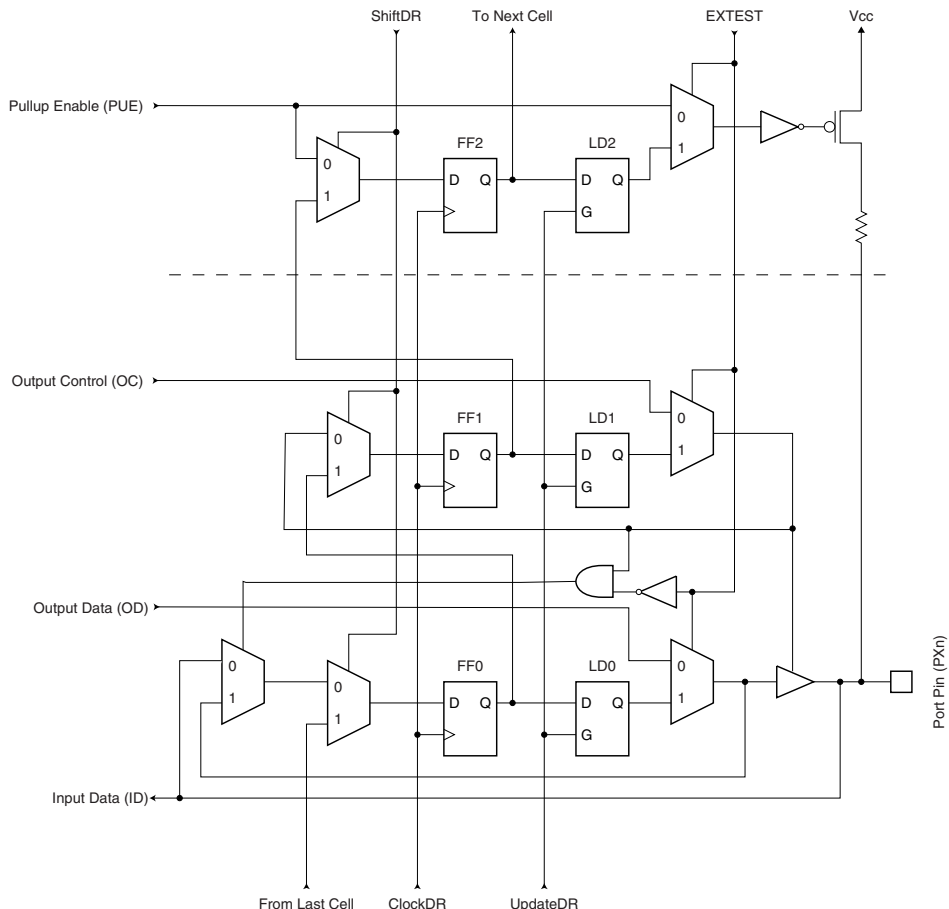 ShiftDR
To Next Cell
EXTEST
Vcc
Pullup Enable (PUE)
0
1
FF2
D Q
LD2
D Q
G
0
1
Output Control (OC)
0
1
FF1
D Q
LD1
D Q
G
0
1
Output Data (OD)
0
1
0
1
FF0
D Q
LD0
D Q
G
0
1
Port Pin (PXn)
Input Data (ID)
From Last Cell
ClockDR
UpdateDR